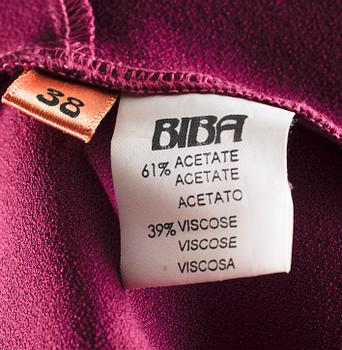 38
BIBA
61% ACETATE
ACETATE
ACETATO
39% VISCOSE
VISCOSE
VISCOSA